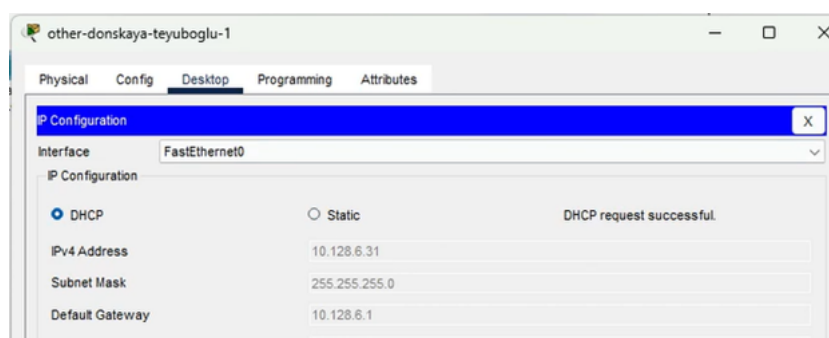 other-donskaya-teyuboglu-1
Physical Config Desktop Programming Attributes
IP Configuration X
Interface FastEthernet0
IP Configuration
DHCP Static DHCP request successful.
IPv4 Address 10.128.6.31
Subnet Mask 255.255.255.0
Default Gateway 10.128.6.1